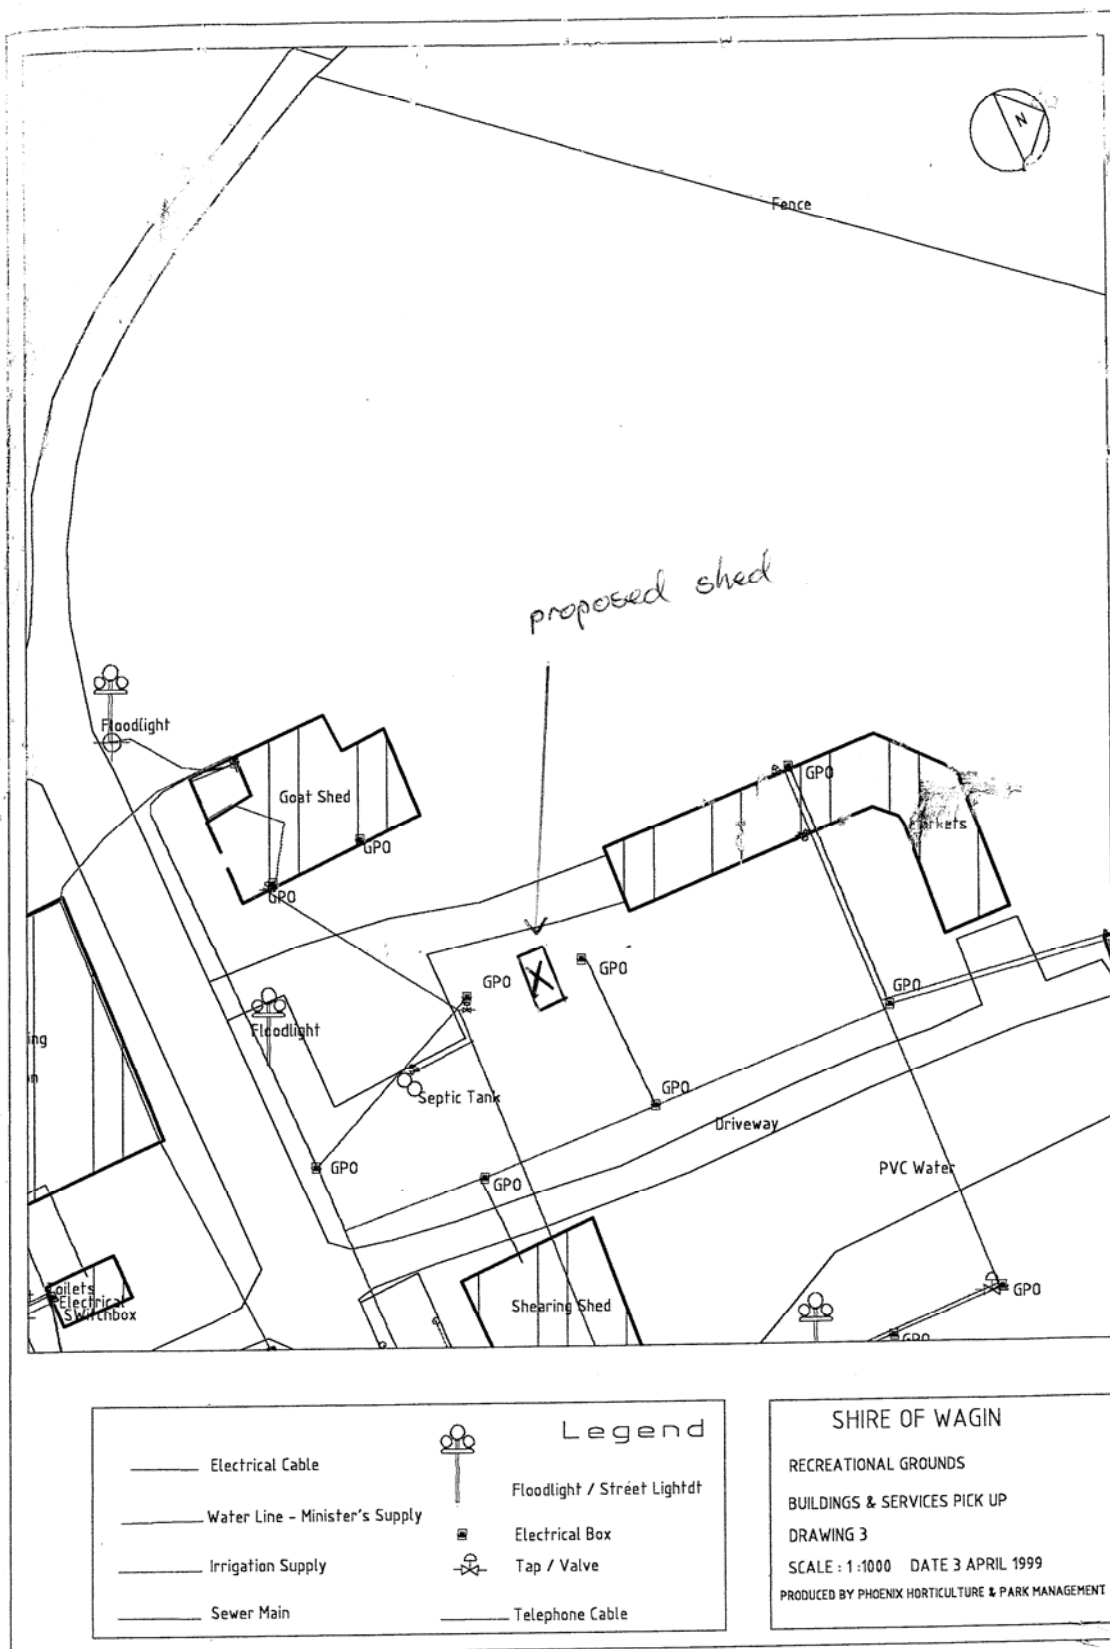 N
Fence
proposed shed
Floodlight
Goat Shed
GPO
GPO
GPO
GPO
GPO
GPO
Floodlight
Septic Tank
GPO
Driveway
GPO
GPO
PVC Water
ing
n
Toilets
Electrical
SWitchbox
Shearing Shed
GPO
GPO
Legend
Electrical Cable
Floodlight / Street Lightdt
Water Line - Minister's Supply
Electrical Box
Irrigation Supply
Tap / Valve
Sewer Main
Telephone Cable
SHIRE OF WAGIN
RECREATIONAL GROUNDS
BUILDINGS & SERVICES PICK UP
DRAWING 3
SCALE : 1:1000 DATE 3 APRIL 1999
PRODUCED BY PHOENIX HORTICULTURE & PARK MANAGEMENT